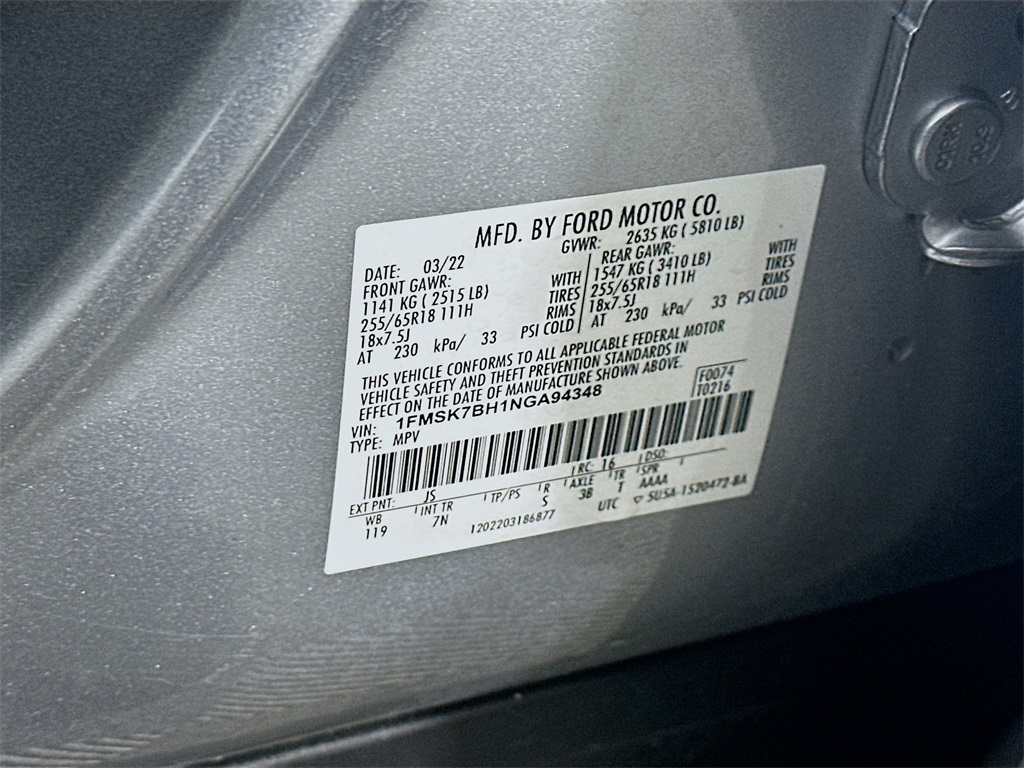 MFD. BY FORD MOTOR CO.
DATE: 03/22 GVWR: 2635 KG ( 5810 LB)
FRONT GAWR: REAR GAWR:
1141 KG ( 2515 LB) WITH 1547 KG ( 3410 LB) WITH
255/65R18 111H TIRES 255/65R18 111H TIRES
18x7.5J RIMS 18x7.5J RIMS
AT 230 kPa/ 33 PSI COLD AT 230 kPa/ 33 PSI COLD
THIS VEHICLE CONFORMS TO ALL APPLICABLE FEDERAL MOTOR
VEHICLE SAFETY AND THEFT PREVENTION STANDARDS IN
EFFECT ON THE DATE OF MANUFACTURE SHOWN ABOVE.
VIN: 1FMSK7BH1NGA94348 F0074
TYPE: MPV T0216
EXT PNT: JS RC: 16 DSO:
WB INT TR TP/PS R AXLE TR SPR
119 7N S 3B T AAAA
1202203186877 UTC ▽ 5U5A-1520472-BA